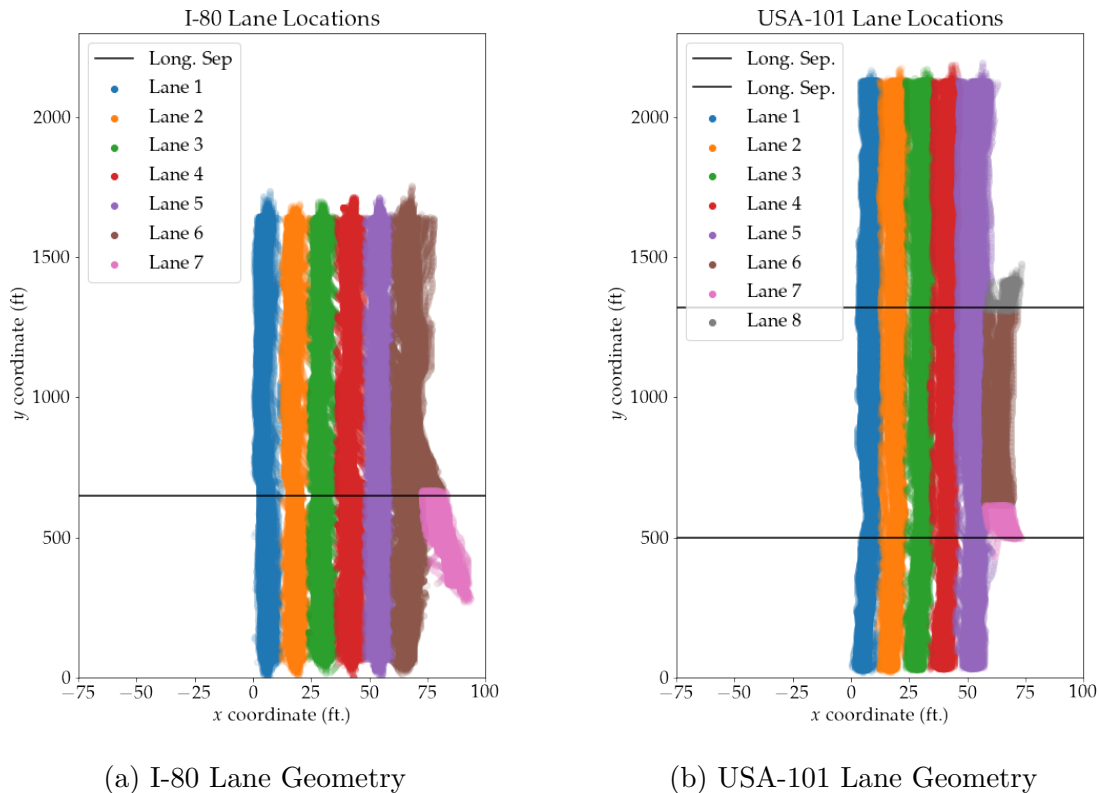 I-80 Lane Locations
Long. Sep
Lane 1
Lane 2
Lane 3
Lane 4
Lane 5
Lane 6
Lane 7
2000
1500
1000
500
0
y coordinate (ft)
−75
−50
−25
0
25
50
75
100
x coordinate (ft.)
(a) I-80 Lane Geometry
USA-101 Lane Locations
Long. Sep.
Long. Sep.
Lane 1
Lane 2
Lane 3
Lane 4
Lane 5
Lane 6
Lane 7
Lane 8
2000
1500
1000
500
0
y coordinate (ft)
−75
−50
−25
0
25
50
75
100
x coordinate (ft.)
(b) USA-101 Lane Geometry